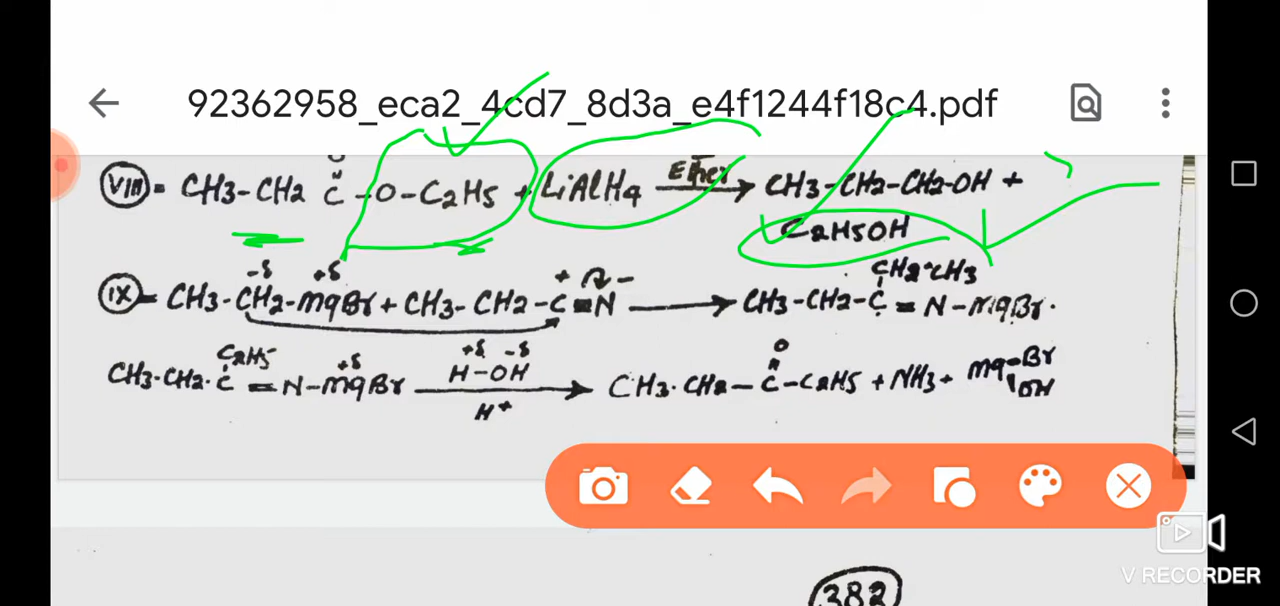 92362958_eca2_4cd7_8d3a_e4f1244f18c4.pdf
O
VIII= CH3-CH2 C̈-O-C2H5 + LiAlH4 Ether → CH3-CH2-CH2-OH +
C2H5OH
-δ +δ + - CH2-CH3
IX= CH3-CH2-MgBr + CH3-CH2-C≡N → CH3-CH2-C=N-MgBr.
C2H5 +δ +δ -δ O
CH3·CH2·C=N-MgBr H-OH → CH3·CH2-C-C2H5 + NH3 + Mg-Br
H+ OH
382
V RECORDER